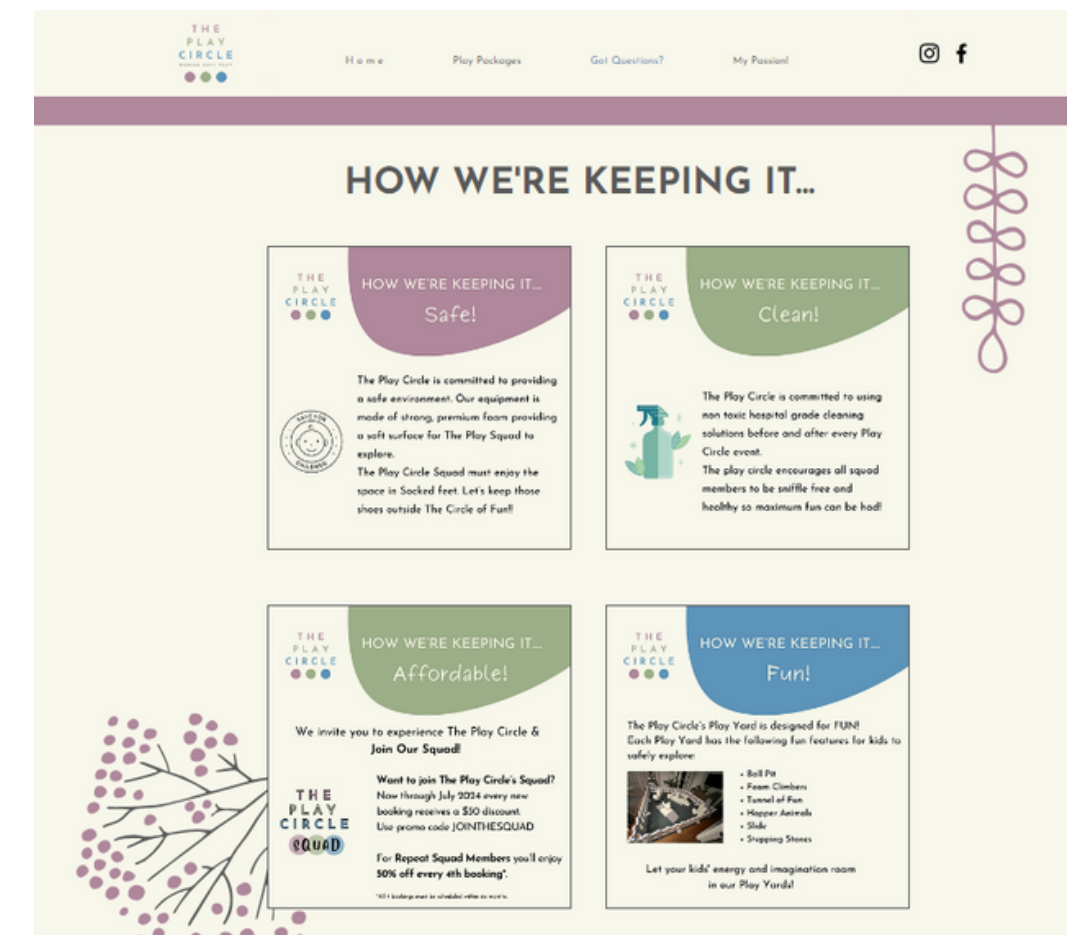 THE
PLAY
CIRCLE
Home
Play Packages
Got Questions?
My Passion!
HOW WE'RE KEEPING IT...
THE
PLAY
CIRCLE
HOW WE'RE KEEPING IT...
Safe!
The Play Circle is committed to providing
a safe environment. Our equipment is
made of strong, premium foam providing
a soft surface for The Play Squad to
explore.
The Play Circle Squad must enjoy the
space in Socked feet. Let's keep those
shoes outside The Circle of Fun!!
SAFE FOR
CHILDREN
THE
PLAY
CIRCLE
HOW WE'RE KEEPING IT...
Clean!
The Play Circle is committed to using
non toxic hospital grade cleaning
solutions before and after every Play
Circle event.
The play circle encourages all squad
members to be sniffle free and
healthy so maximum fun can be had!
THE
PLAY
CIRCLE
HOW WE'RE KEEPING IT...
Affordable!
We invite you to experience The Play Circle &
Join Our Squad!
THE
PLAY
CIRCLE
SQUAD
Want to join The Play Circle's Squad?
Now through July 2024 every new
booking receives a $50 discount.
Use promo code JOINTHESQUAD
For Repeat Squad Members you'll enjoy
50% off every 4th booking*.
*All 4 bookings must be scheduled within six months.
THE
PLAY
CIRCLE
HOW WE'RE KEEPING IT...
Fun!
The Play Circle's Play Yard is designed for FUN!
Each Play Yard has the following fun features for kids to
safely explore:
• Ball Pit
• Foam Climbers
• Tunnel of Fun
• Hopper Animals
• Slide
• Stepping Stones
Let your kids' energy and imagination roam
in our Play Yards!